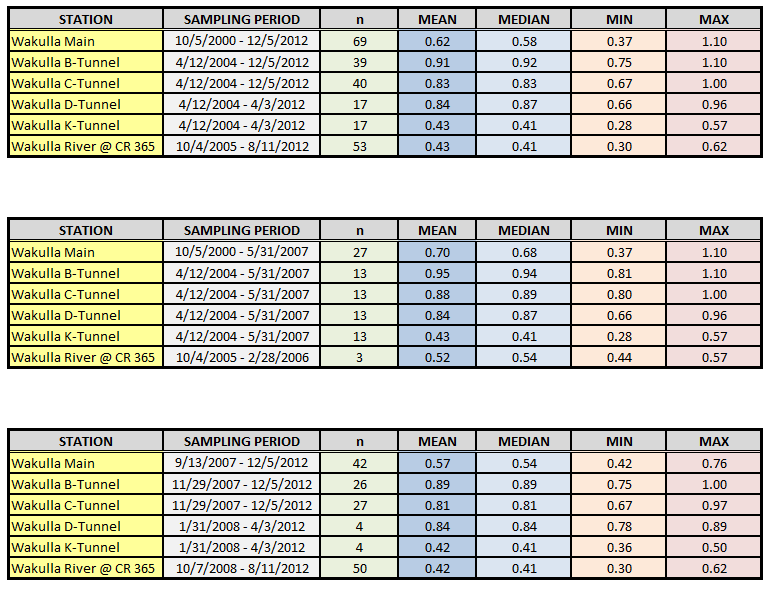 STATION SAMPLING PERIOD n MEAN MEDIAN MIN MAX
Wakulla Main 10/5/2000 - 12/5/2012 69 0.62 0.58 0.37 1.10
Wakulla B-Tunnel 4/12/2004 - 12/5/2012 39 0.91 0.92 0.75 1.10
Wakulla C-Tunnel 4/12/2004 - 12/5/2012 40 0.83 0.83 0.67 1.00
Wakulla D-Tunnel 4/12/2004 - 4/3/2012 17 0.84 0.87 0.66 0.96
Wakulla K-Tunnel 4/12/2004 - 4/3/2012 17 0.43 0.41 0.28 0.57
Wakulla River @ CR 365 10/4/2005 - 8/11/2012 53 0.43 0.41 0.30 0.62
STATION SAMPLING PERIOD n MEAN MEDIAN MIN MAX
Wakulla Main 10/5/2000 - 5/31/2007 27 0.70 0.68 0.37 1.10
Wakulla B-Tunnel 4/12/2004 - 5/31/2007 13 0.95 0.94 0.81 1.10
Wakulla C-Tunnel 4/12/2004 - 5/31/2007 13 0.88 0.89 0.80 1.00
Wakulla D-Tunnel 4/12/2004 - 5/31/2007 13 0.84 0.87 0.66 0.96
Wakulla K-Tunnel 4/12/2004 - 5/31/2007 13 0.43 0.41 0.28 0.57
Wakulla River @ CR 365 10/4/2005 - 2/28/2006 3 0.52 0.54 0.44 0.57
STATION SAMPLING PERIOD n MEAN MEDIAN MIN MAX
Wakulla Main 9/13/2007 - 12/5/2012 42 0.57 0.54 0.42 0.76
Wakulla B-Tunnel 11/29/2007 - 12/5/2012 26 0.89 0.89 0.75 1.00
Wakulla C-Tunnel 11/29/2007 - 12/5/2012 27 0.81 0.81 0.67 0.97
Wakulla D-Tunnel 1/31/2008 - 4/3/2012 4 0.84 0.84 0.78 0.89
Wakulla K-Tunnel 1/31/2008 - 4/3/2012 4 0.42 0.41 0.36 0.50
Wakulla River @ CR 365 10/7/2008 - 8/11/2012 50 0.42 0.41 0.30 0.62